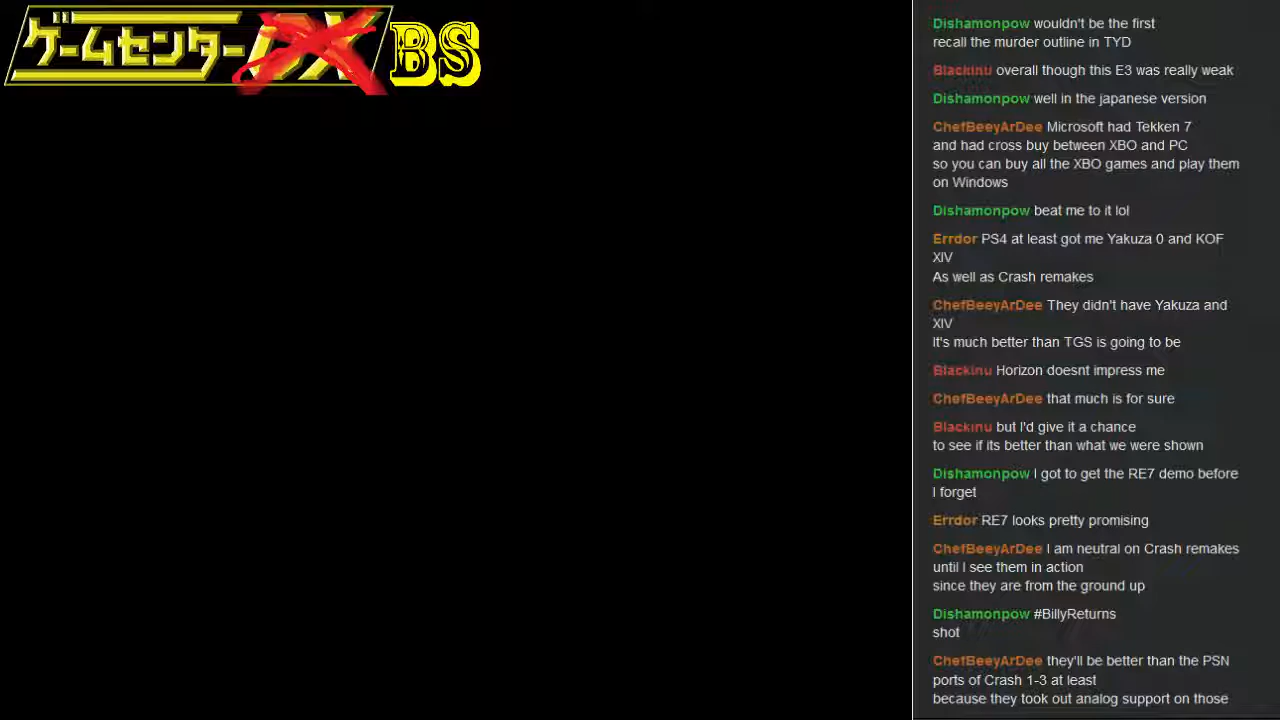 ゲームセンターDX BS
Dishamonpow wouldn't be the first
recall the murder outline in TYD
Blackinu overall though this E3 was really weak
Dishamonpow well in the japanese version
ChefBeeyArDee Microsoft had Tekken 7
and had cross buy between XBO and PC
so you can buy all the XBO games and play them
on Windows
Dishamonpow beat me to it lol
Errdor PS4 at least got me Yakuza 0 and KOF
XIV
As well as Crash remakes
ChefBeeyArDee They didn't have Yakuza and
XIV
It's much better than TGS is going to be
Blackinu Horizon doesnt impress me
ChefBeeyArDee that much is for sure
Blackinu but I'd give it a chance
to see if its better than what we were shown
Dishamonpow I got to get the RE7 demo before
I forget
Errdor RE7 looks pretty promising
ChefBeeyArDee I am neutral on Crash remakes
until I see them in action
since they are from the ground up
Dishamonpow #BillyReturns
shot
ChefBeeyArDee they'll be better than the PSN
ports of Crash 1-3 at least
because they took out analog support on those